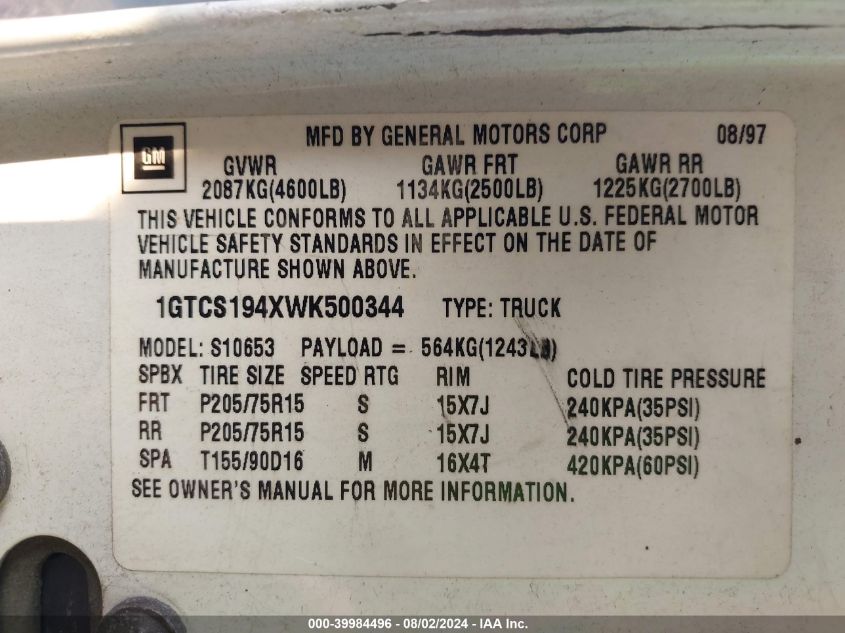 MFD BY GENERAL MOTORS CORP 08/97
GM
GVWR GAWR FRT GAWR RR
2087KG(4600LB) 1134KG(2500LB) 1225KG(2700LB)
THIS VEHICLE CONFORMS TO ALL APPLICABLE U.S. FEDERAL MOTOR
VEHICLE SAFETY STANDARDS IN EFFECT ON THE DATE OF
MANUFACTURE SHOWN ABOVE.
1GTCS194XWK500344 TYPE: TRUCK
MODEL: S10653 PAYLOAD = 564KG(1243LB)
SPBX TIRE SIZE SPEED RTG RIM COLD TIRE PRESSURE
FRT P205/75R15 S 15X7J 240KPA(35PSI)
RR P205/75R15 S 15X7J 240KPA(35PSI)
SPA T155/90D16 M 16X4T 420KPA(60PSI)
SEE OWNER'S MANUAL FOR MORE INFORMATION.
000-39984496 - 08/02/2024 - IAA Inc.